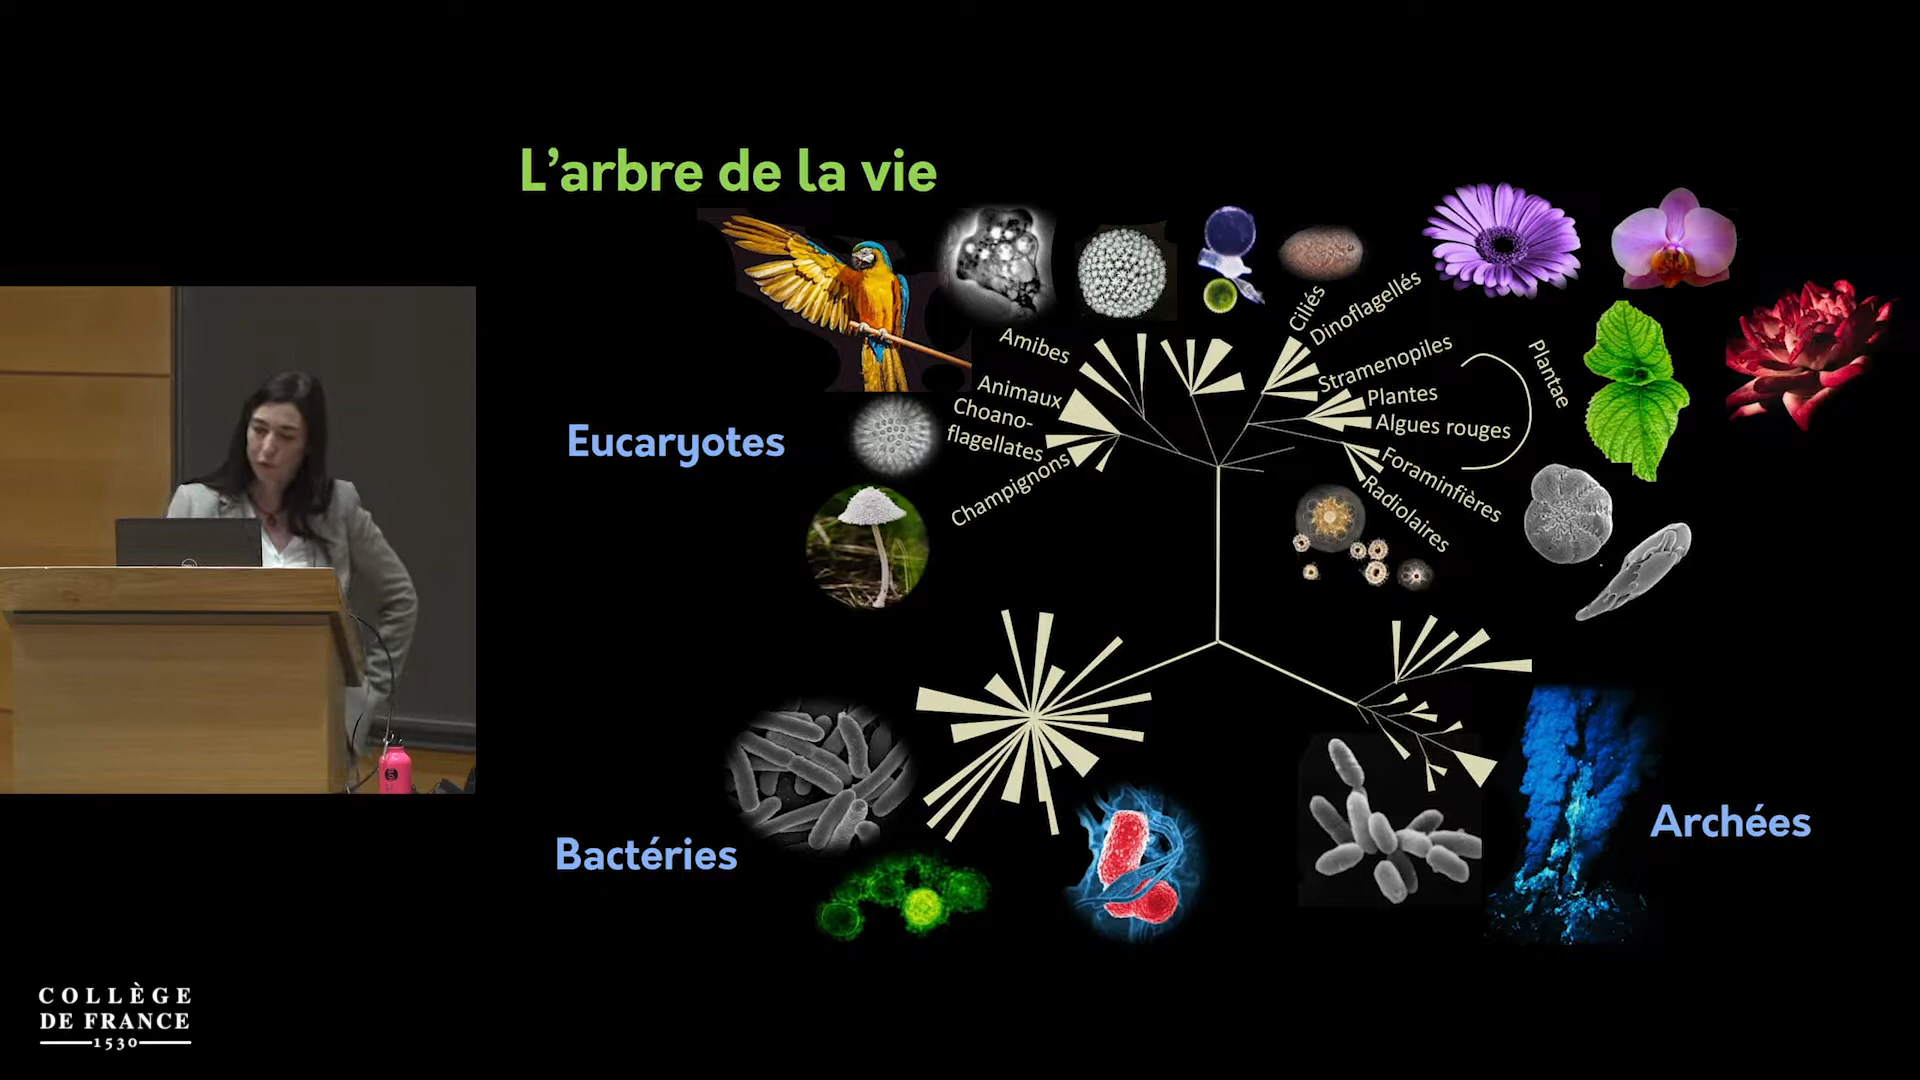 L'arbre de la vie
Ciliés
Dinoflagellés
Amibes
Stramenopiles
Plantae
Animaux
Plantes
Choano-
flagellates
Algues rouges
Eucaryotes
Champignons
Foraminfières
Radiolaires
Bactéries
Archées
COLLÈGE
DE FRANCE
1530